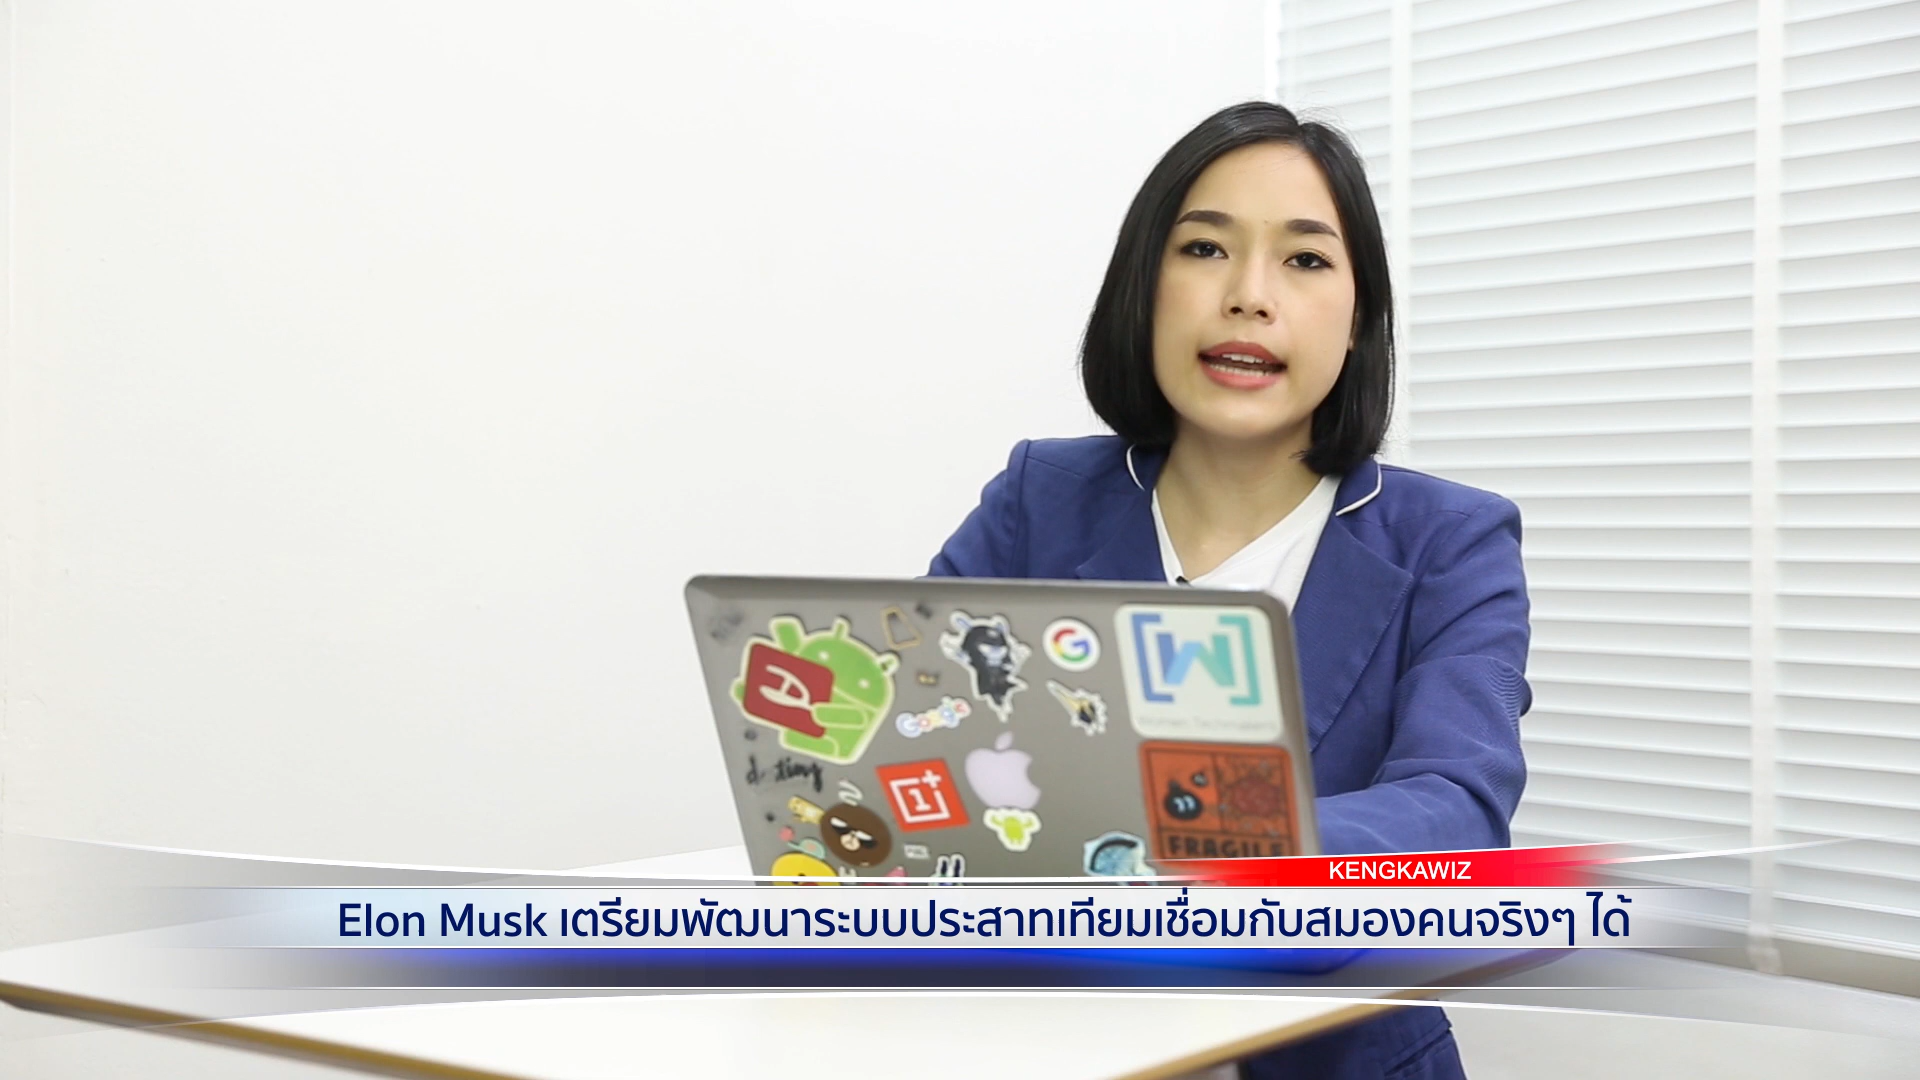 G
W
Google
FRAGILE
KENGKAWIZ
Elon Musk เตรียมพัฒนาระบบประสาทเทียมเชื่อมกับสมองคนจริงๆ ได้